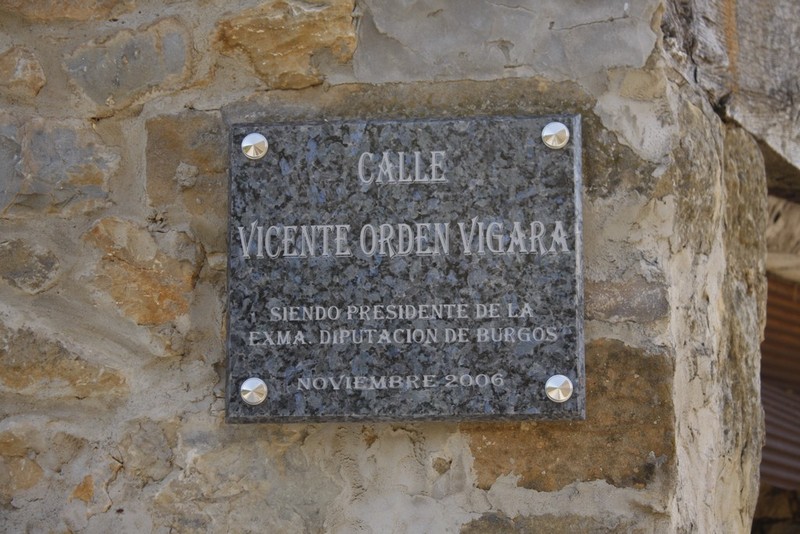 CALLE
VICENTE ORDEN VIGARA
SIENDO PRESIDENTE DE LA
EXMA. DIPUTACION DE BURGOS
NOVIEMBRE 2006